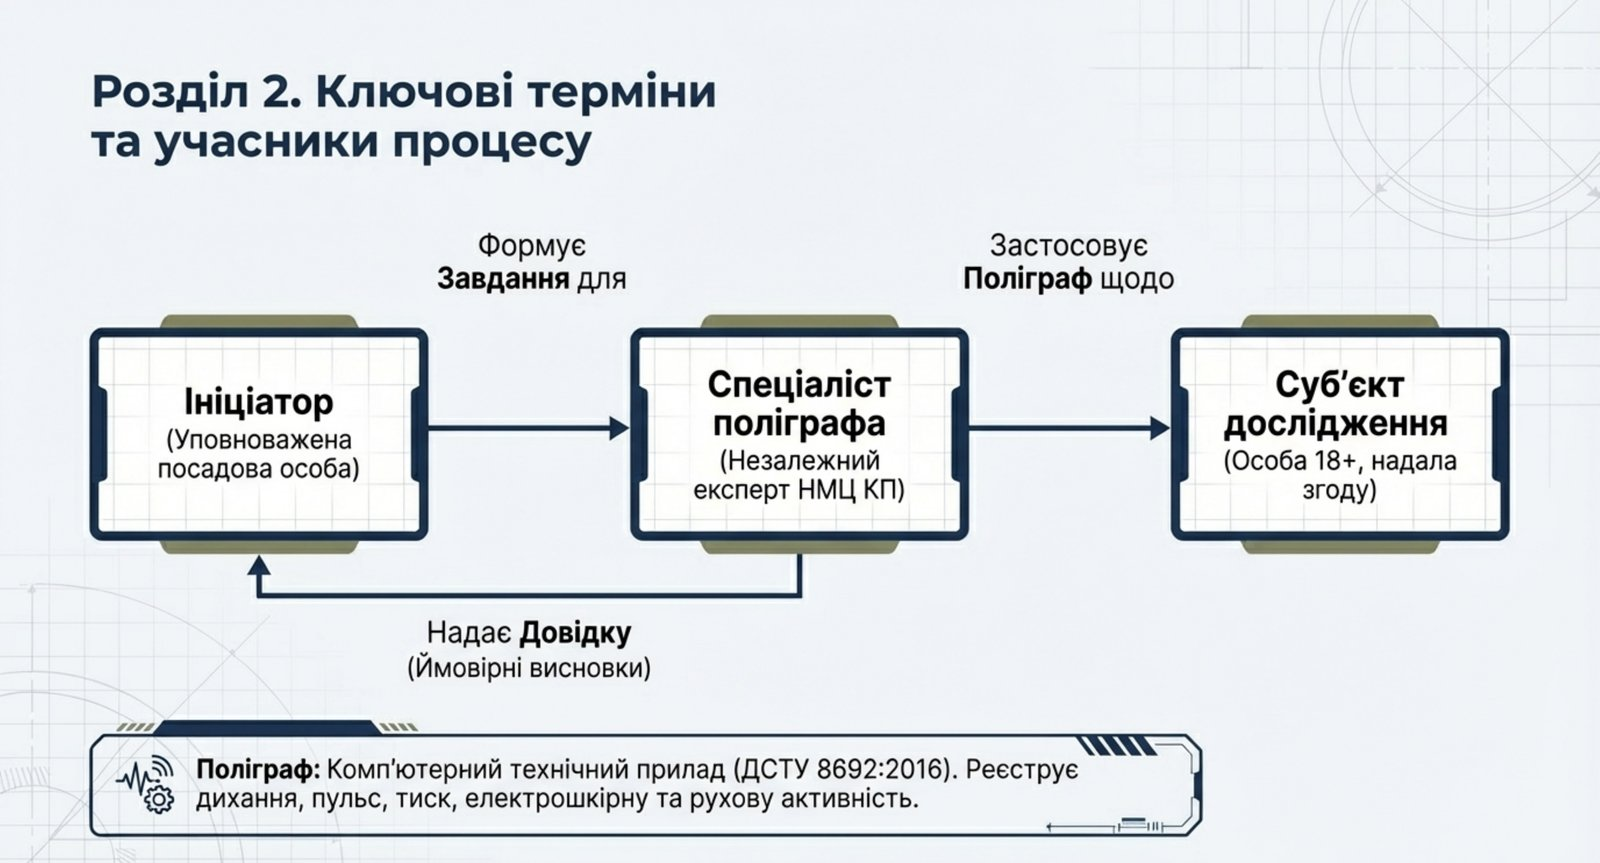 Розділ 2. Ключові терміни
та учасники процесу
Формує
Завдання для
Застосовує
Поліграф щодо
Ініціатор
(Уповноважена
посадова особа)
Спеціаліст
поліграфа
(Незалежний
експерт НМЦ КП)
Суб’єкт
дослідження
(Особа 18+, надала
згоду)
Надає Довідку
(Ймовірні висновки)
Поліграф: Комп'ютерний технічний прилад (ДСТУ 8692:2016). Реєструє
дихання, пульс, тиск, електрошкірну та рухову активність.